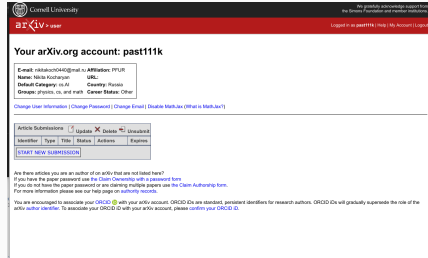 Cornell University
We gratefully acknowledge support from
the Simons Foundation and member institutions.
arXiv > user
Logged in as past111k | Help | My Account | Logout
Your arXiv.org account: past111k
E-mail: nikitakoch0440@mail.ru Affiliation: PFUR
Name: Nikita Kocharyan URL:
Default Category: cs.AI Country: Russia
Groups: physics, cs, and math Career Status: Other
Change User Information | Change Password | Change Email | Disable MathJax (What is MathJax?)
Article Submissions Update Delete Unsubmit
Identifier Type Title Status Actions Expires
START NEW SUBMISSION
Are there articles you are an author of on arXiv that are not listed here?
If you have the paper password use the Claim Ownership with a password form
If you do not have the paper password or are claiming multiple papers use the Claim Authorship form.
For more information please see our help page on authority records.
You are encouraged to associate your ORCID iD with your arXiv account. ORCID iDs are standard, persistent identifiers for research authors. ORCID iDs will gradually supersede the role of the
arXiv author identifier. To associate your ORCID iD with your arXiv account, please confirm your ORCID iD.